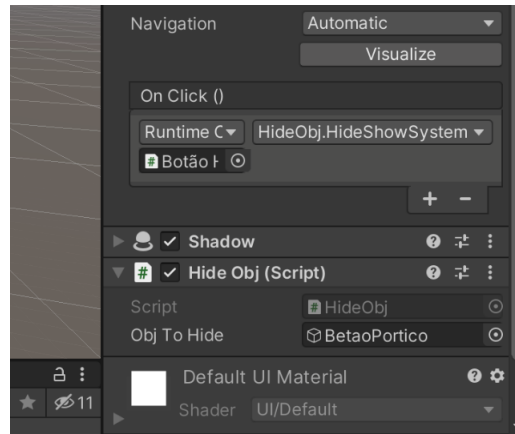 Navigation Automatic
Visualize
On Click ()
Runtime C HideObj.HideShowSystem
# Botão H
Shadow
# Hide Obj (Script)
Script # HideObj
Obj To Hide BetaoPortico
Default UI Material
11
Shader UI/Default